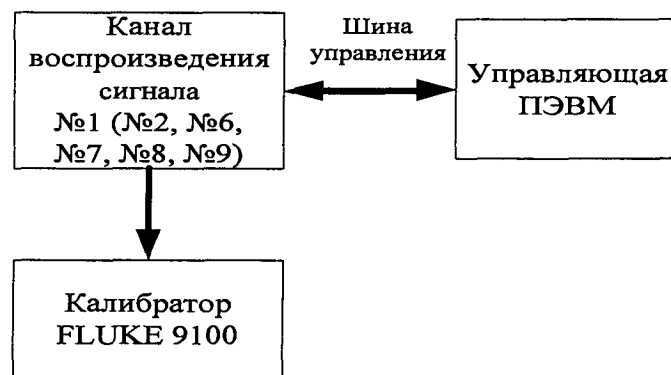 Канал
воспроизведения
сигнала
№1 (№2, №6,
№7, №8, №9)
Шина
управления
Управляющая
ПЭВМ
Калибратор
FLUKE 9100